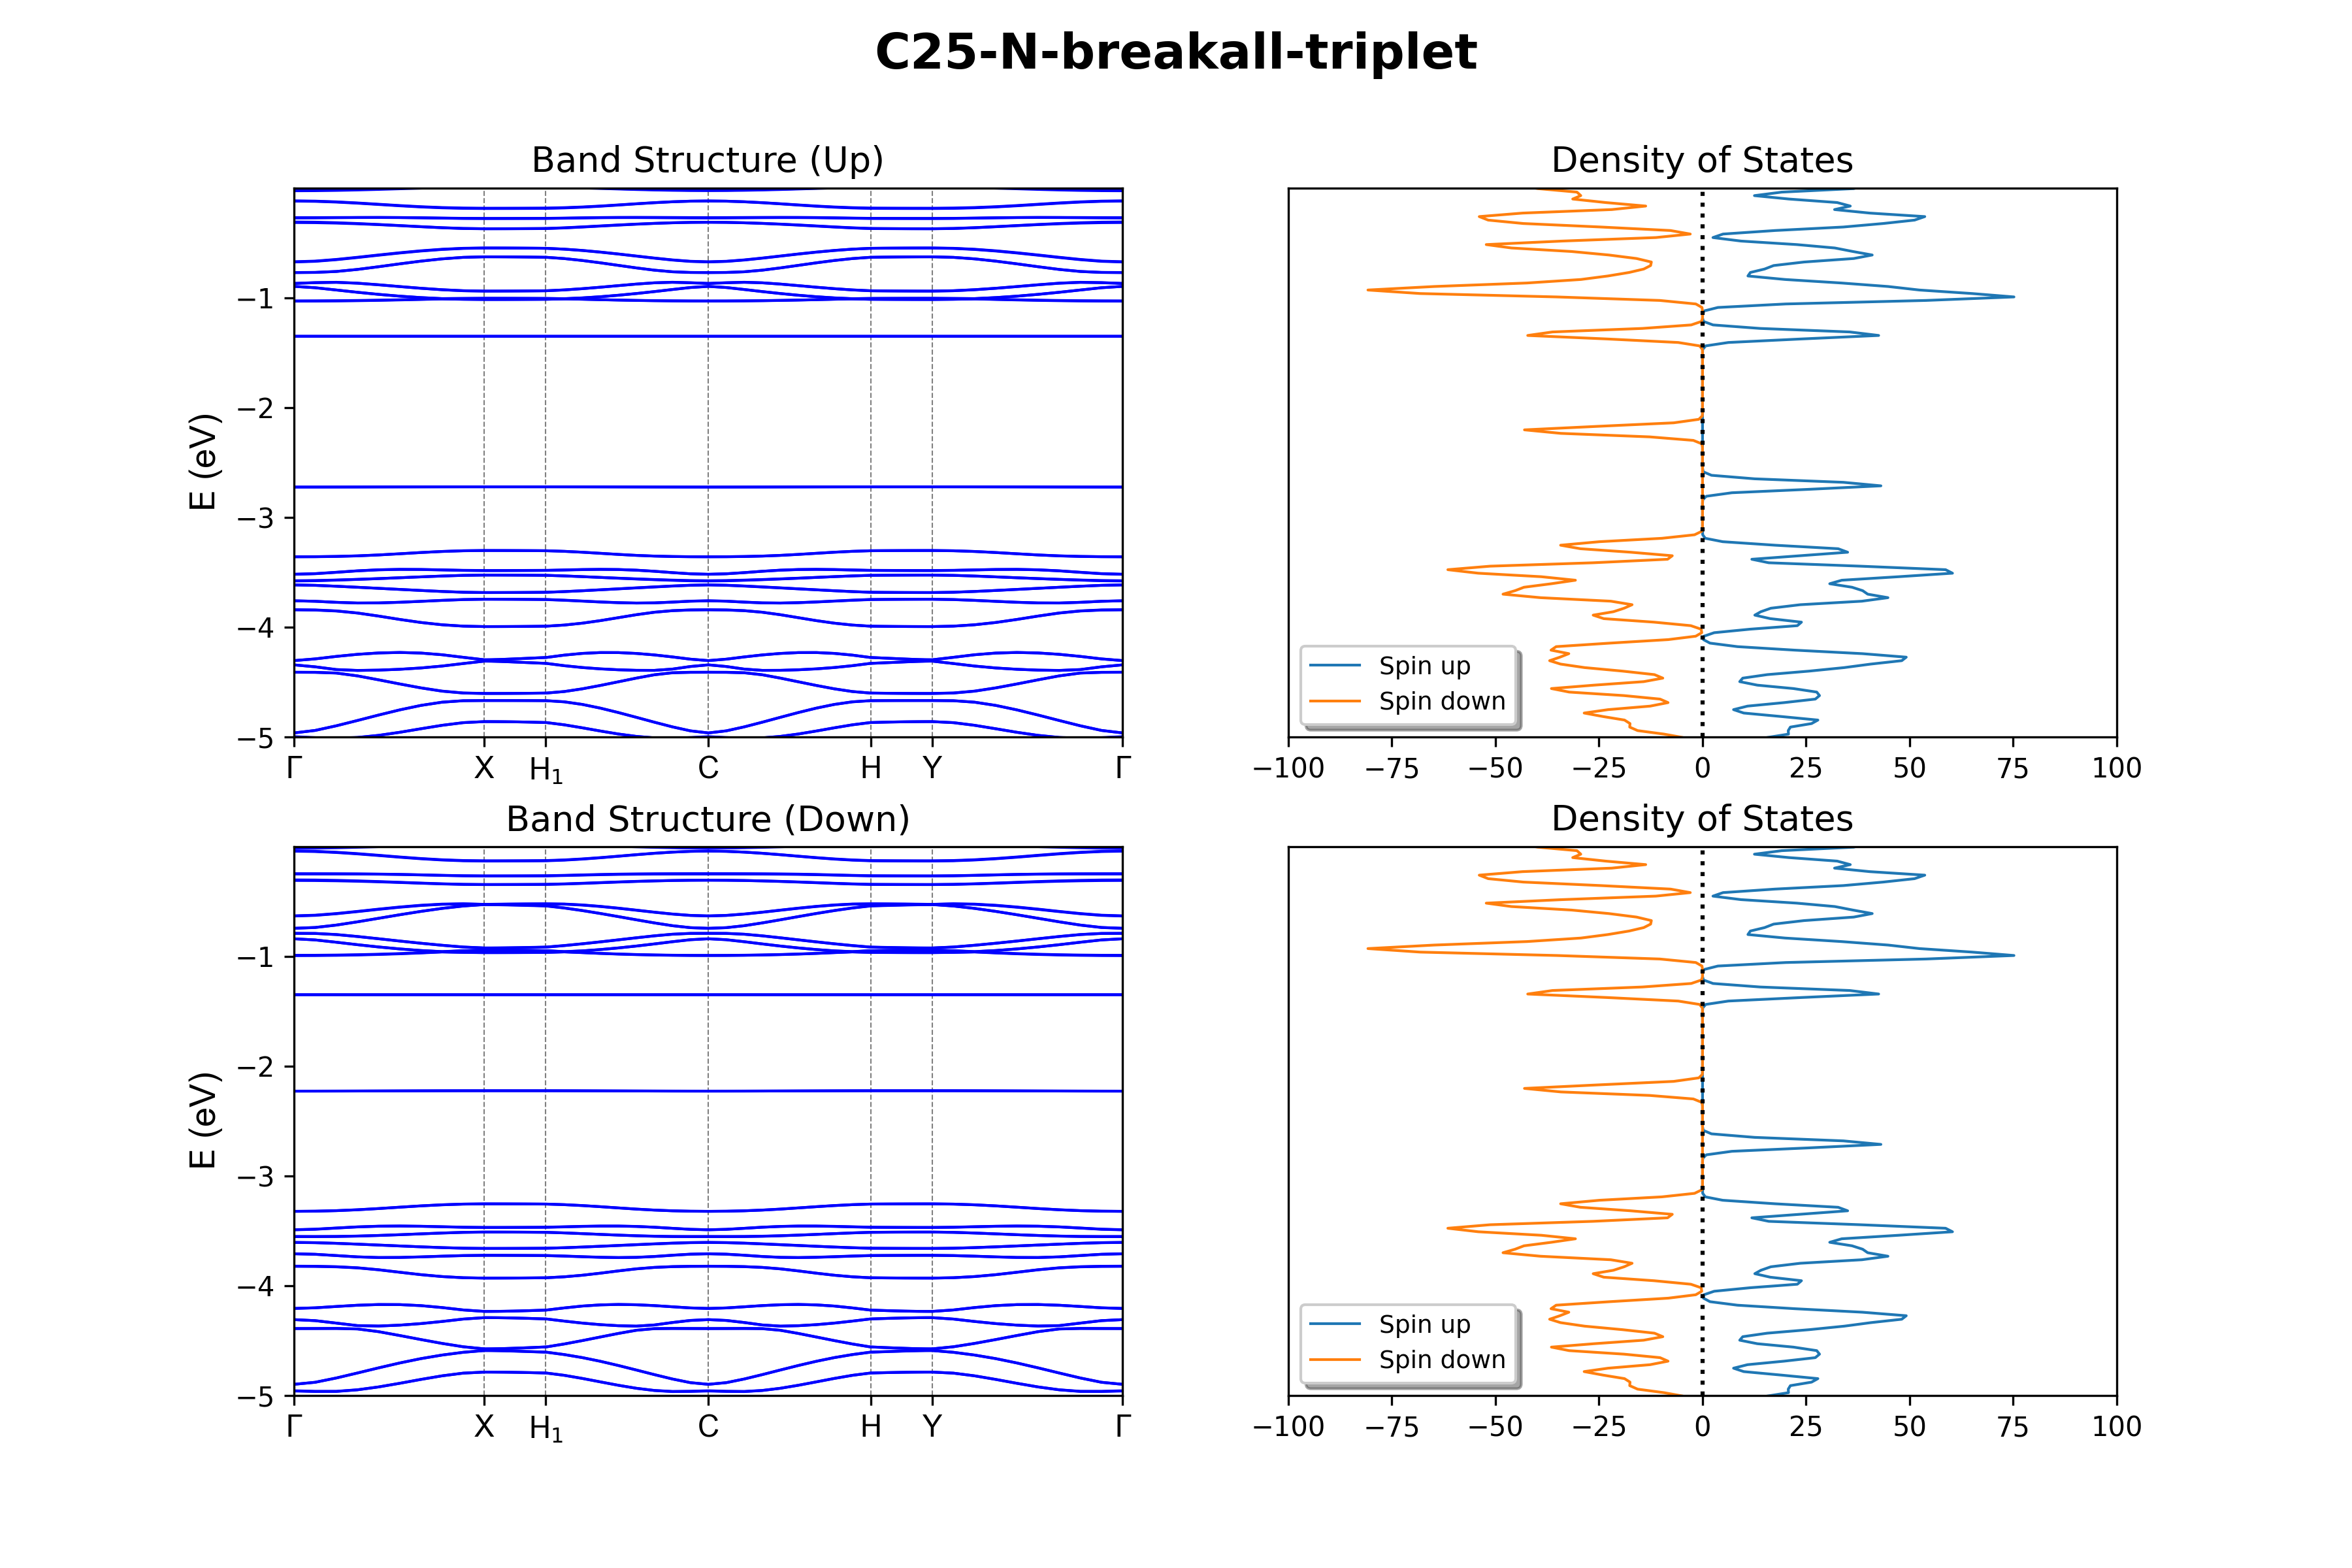 C25-N-breakall-triplet
Band Structure (Up)
Density of States
E (eV)
−1
−2
−3
−4
−5
Γ X H1 C H Y Γ
Spin up
Spin down
−100 −75 −50 −25 0 25 50 75 100
Band Structure (Down)
Density of States
E (eV)
−1
−2
−3
−4
−5
Γ X H1 C H Y Γ
Spin up
Spin down
−100 −75 −50 −25 0 25 50 75 100